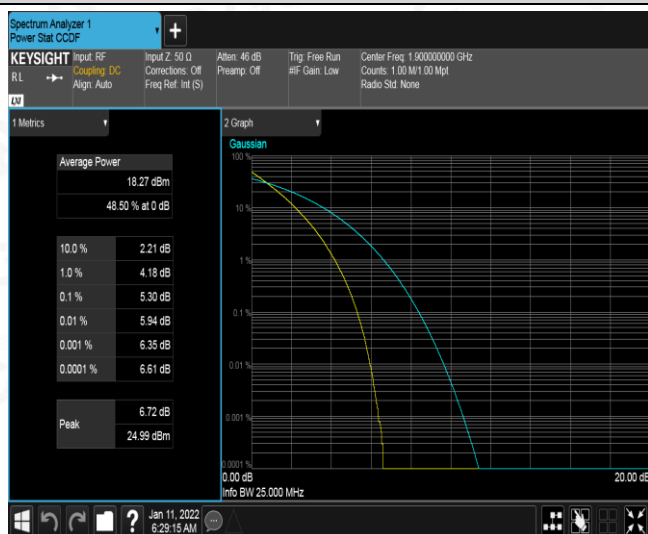 Spectrum Analyzer 1
Power Stat CCDF
+
KEYSIGHT
RL
LXI
Input: RF
Coupling: DC
Align: Auto
Input Z: 50 Ω
Corrections: Off
Freq Ref: Int (S)
Atten: 46 dB
Preamp: Off
Trig: Free Run
#IF Gain: Low
Center Freq: 1.900000000 GHz
Counts: 1.00 M/1.00 Mpt
Radio Std: None
1 Metrics
Average Power
18.27 dBm
48.50 % at 0 dB
10.0 % 2.21 dB
1.0 % 4.18 dB
0.1 % 5.30 dB
0.01 % 5.94 dB
0.001 % 6.35 dB
0.0001 % 6.61 dB
Peak
6.72 dB
24.99 dBm
2 Graph
Gaussian
100 %
10 %
1 %
0.1 %
0.01 %
0.001 %
0.0001 %
0.00 dB 20.00 dB
Info BW 25.000 MHz
?
Jan 11, 2022
6:29:15 AM